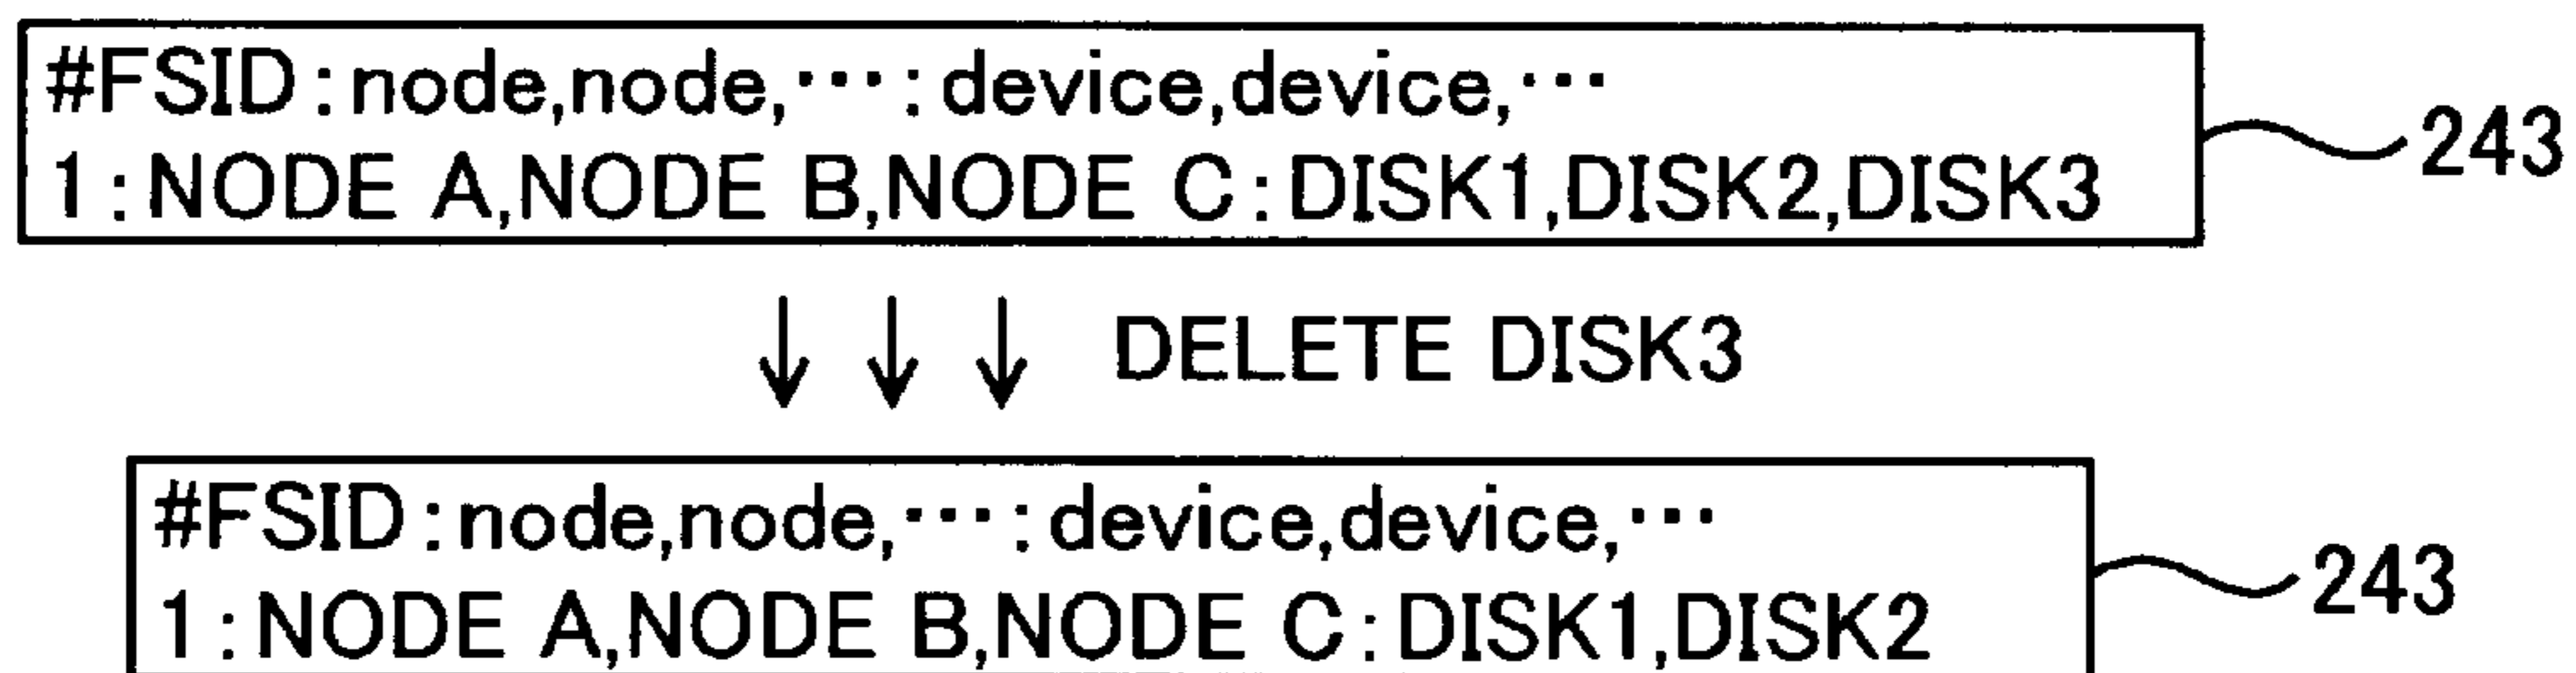 #FSID:node,node,･･･:device,device,･･･
1:NODE A,NODE B,NODE C:DISK1,DISK2,DISK3
243
↓ ↓ ↓ DELETE DISK3
#FSID:node,node,･･･:device,device,･･･
1:NODE A,NODE B,NODE C:DISK1,DISK2
243